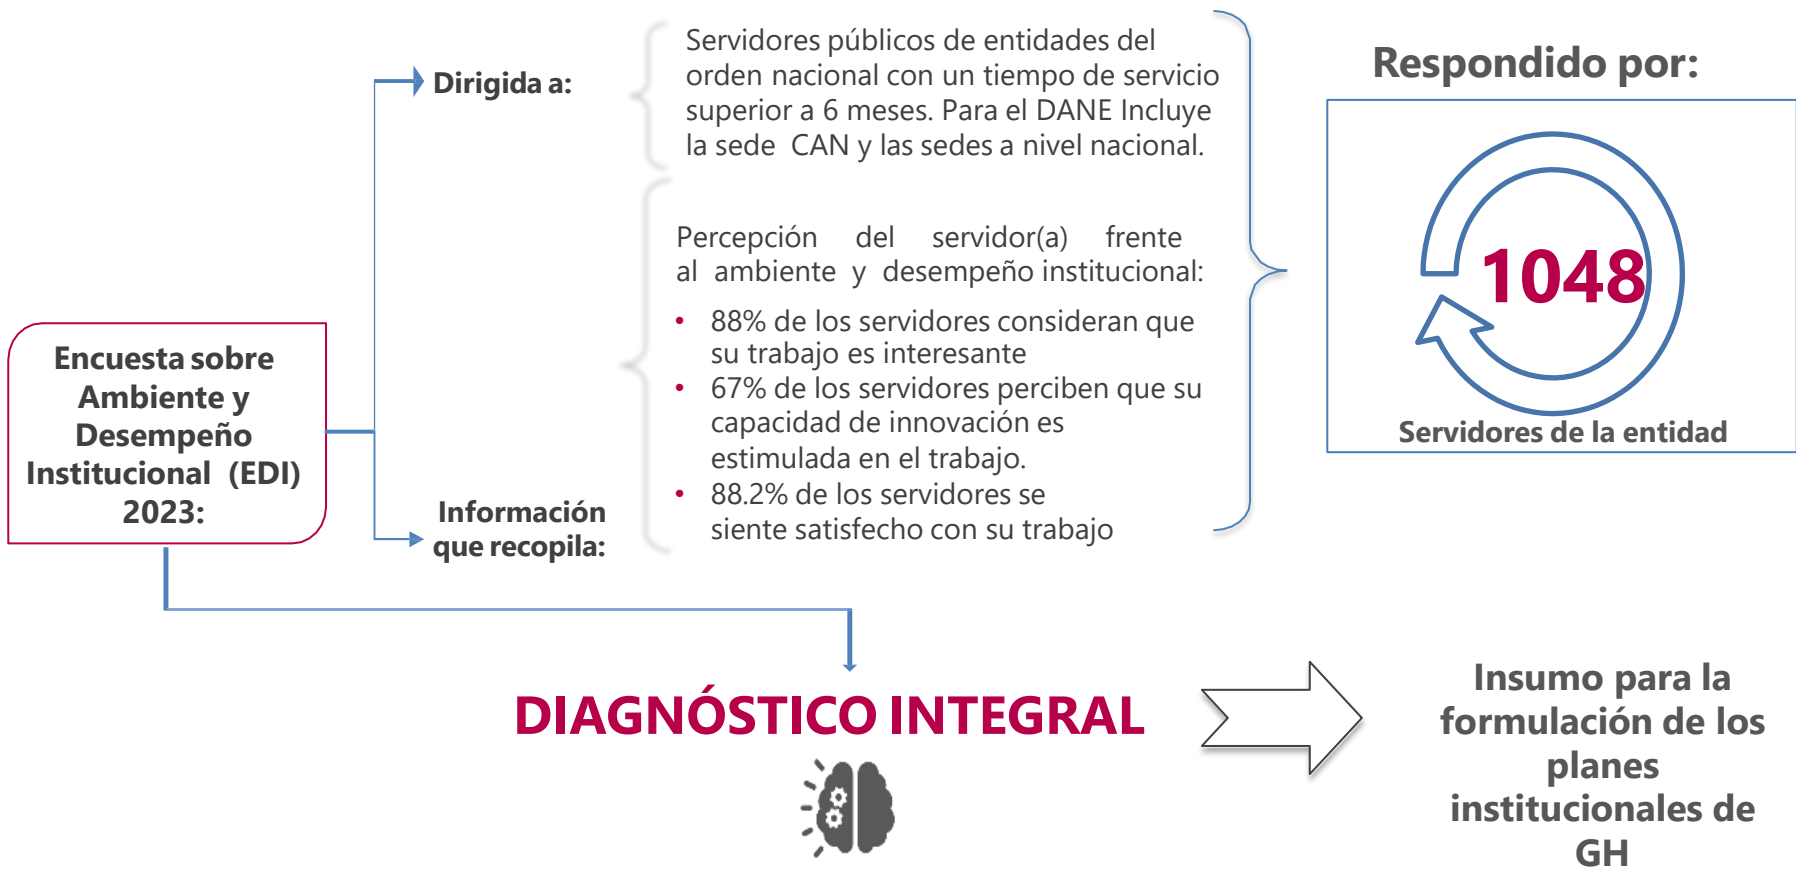 Encuesta sobre
Ambiente y
Desempeño
Institucional (EDI)
2023:
Dirigida a:
Servidores públicos de entidades del
orden nacional con un tiempo de servicio
superior a 6 meses. Para el DANE Incluye
la sede CAN y las sedes a nivel nacional.
Información
que recopila:
Percepción del servidor(a) frente
al ambiente y desempeño institucional:
• 88% de los servidores consideran que
su trabajo es interesante
• 67% de los servidores perciben que su
capacidad de innovación es
estimulada en el trabajo.
• 88.2% de los servidores se
siente satisfecho con su trabajo
Respondido por:
1048
Servidores de la entidad
DIAGNÓSTICO INTEGRAL
Insumo para la
formulación de los
planes
institucionales de
GH